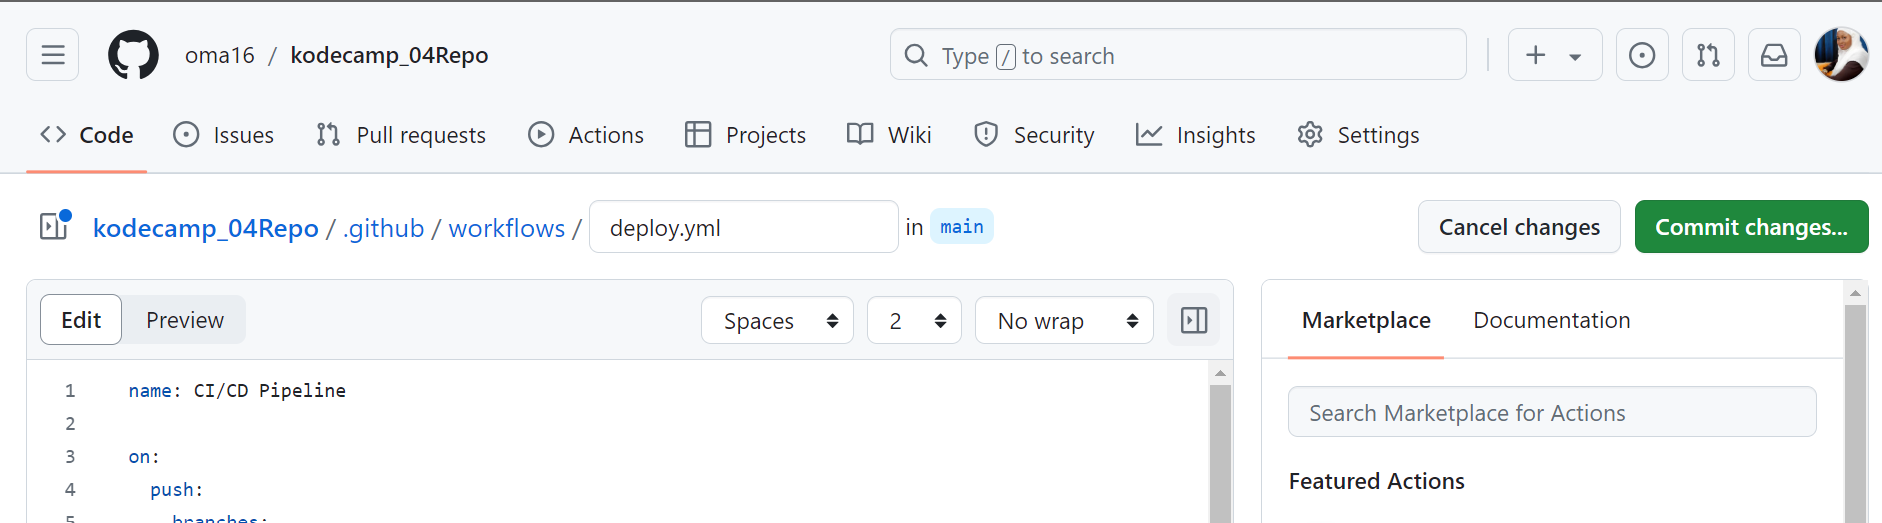 oma16 / kodecamp_04Repo
Type / to search
Code Issues Pull requests Actions Projects Wiki Security Insights Settings
kodecamp_04Repo / .github / workflows / deploy.yml in main
Cancel changes Commit changes...
Edit Preview Spaces 2 No wrap
Marketplace Documentation
1 name: CI/CD Pipeline
2
3 on:
4 push:
5 branches:
Search Marketplace for Actions
Featured Actions